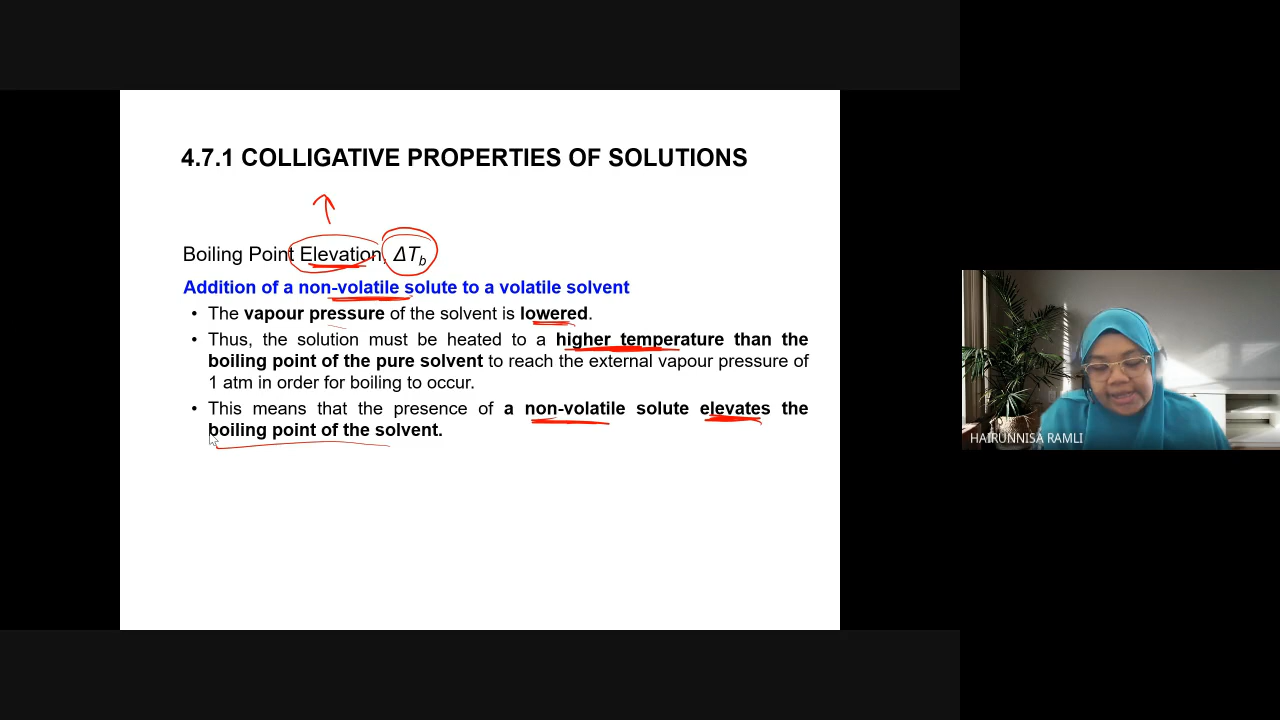 4.7.1 COLLIGATIVE PROPERTIES OF SOLUTIONS
Boiling Point Elevation, ΔTb
Addition of a non-volatile solute to a volatile solvent
• The vapour pressure of the solvent is lowered.
• Thus, the solution must be heated to a higher temperature than the
boiling point of the pure solvent to reach the external vapour pressure of
1 atm in order for boiling to occur.
• This means that the presence of a non-volatile solute elevates the
boiling point of the solvent.
HAIRUNNISA RAMLI